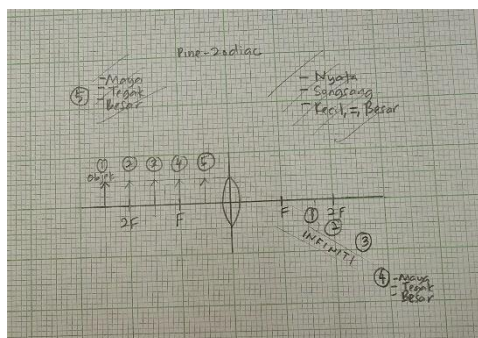 Pine-Zodiac
⑤
- Maya
- Tegak
- Besar
- Nyata
- Songsang
- Kecil, =, Besar
① ② ③ ④ ⑤
Objek
2F F F ① 2F
②
③
INFINITI
④ - Maya
- Tegak
- Besar